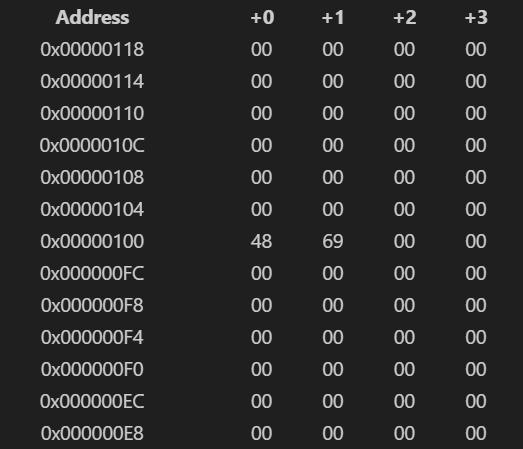 Address +0 +1 +2 +3
0x00000118 00 00 00 00
0x00000114 00 00 00 00
0x00000110 00 00 00 00
0x0000010C 00 00 00 00
0x00000108 00 00 00 00
0x00000104 00 00 00 00
0x00000100 48 69 00 00
0x000000FC 00 00 00 00
0x000000F8 00 00 00 00
0x000000F4 00 00 00 00
0x000000F0 00 00 00 00
0x000000EC 00 00 00 00
0x000000E8 00 00 00 00